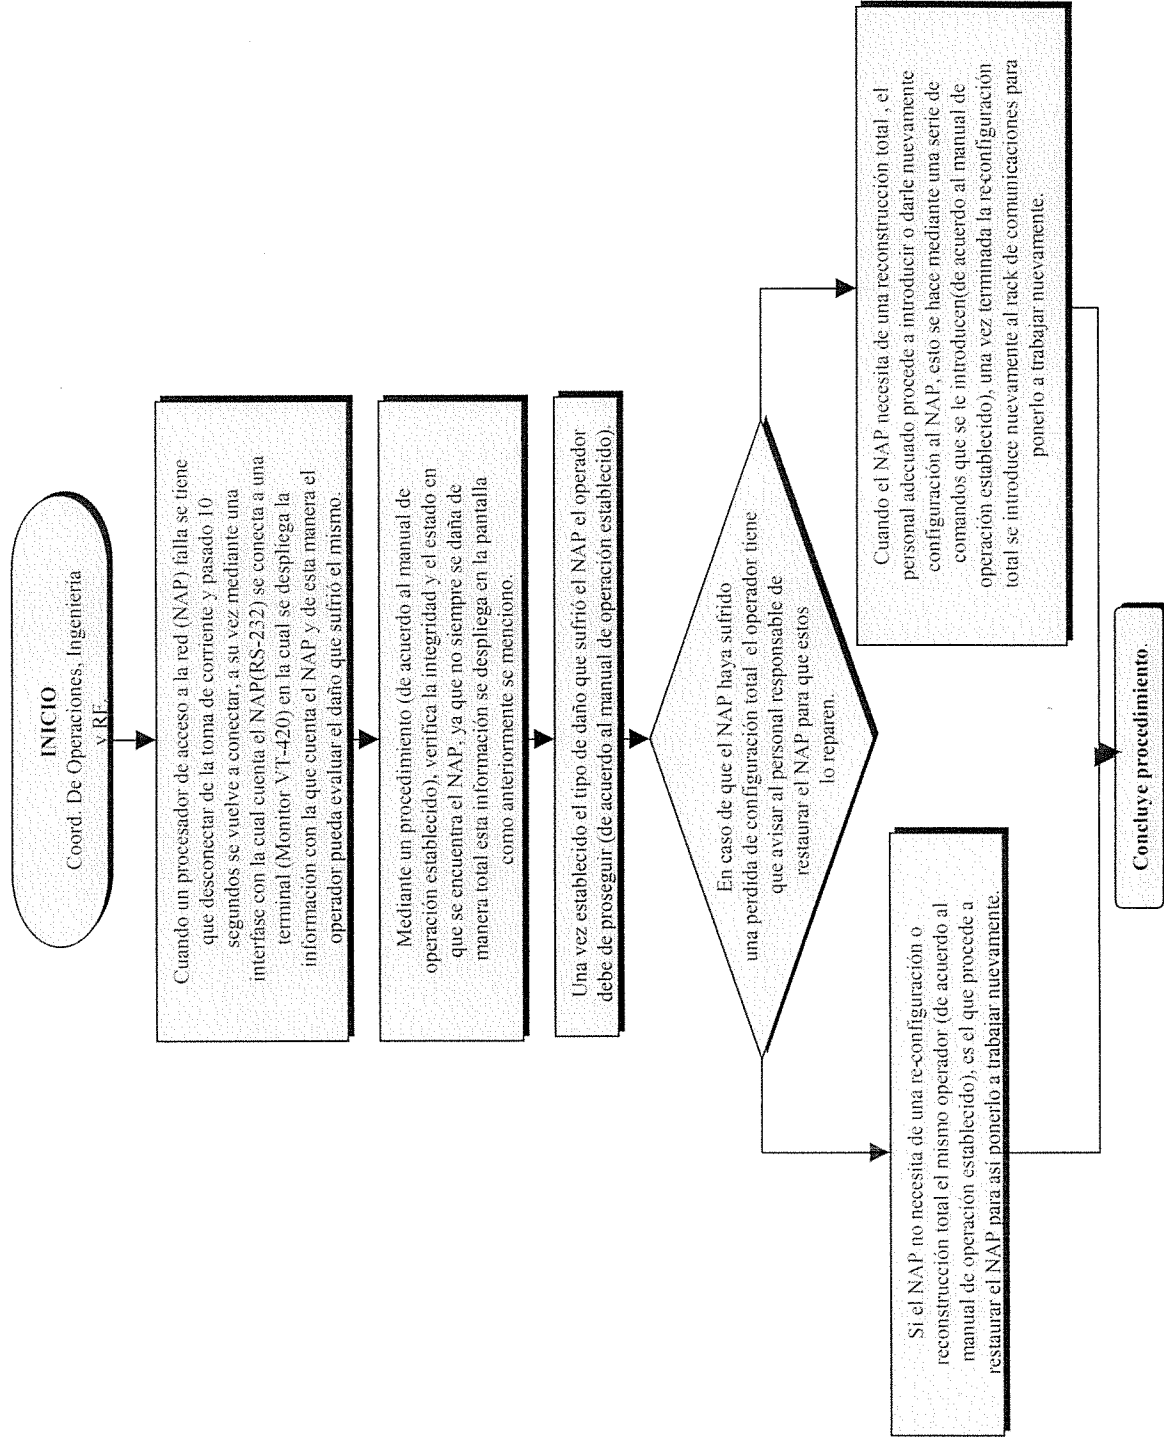 INICIO
Coord. De Operaciones, Ingeniería
y RF.
Cuando un procesador de acceso a la red (NAP) falla se tiene
que desconectar de la toma de corriente y pasado 10
segundos se vuelve a conectar, a su vez mediante una
interfase con la cual cuenta el NAP(RS-232) se conecta a una
terminal (Monitor VT-420) en la cual se despliega la
información con la que cuenta el NAP y de esta manera el
operador pueda evaluar el daño que sufrió el mismo.
Mediante un procedimiento (de acuerdo al manual de
operación establecido), verifica la integridad y el estado en
que se encuentra el NAP, ya que no siempre se daña de
manera total esta información se despliega en la pantalla
como anteriormente se menciono.
Una vez establecido el tipo de daño que sufrió el NAP el operador
debe de proseguir (de acuerdo al manual de operación establecido).
En caso de que el NAP haya sufrido
una perdida de configuración total el operador tiene
que avisar al personal responsable de
restaurar el NAP para que estos
lo reparen.
Si el NAP no necesita de una re-configuración o
reconstrucción total el mismo operador (de acuerdo al
manual de operación establecido), es el que procede a
restaurar el NAP para así ponerlo a trabajar nuevamente.
Cuando el NAP necesita de una reconstrucción total , el
personal adecuado procede a introducir o darle nuevamente
configuración al NAP, esto se hace mediante una serie de
comandos que se le introducen(de acuerdo al manual de
operación establecido), una vez terminada la re-configuración
total se introduce nuevamente al rack de comunicaciones para
ponerlo a trabajar nuevamente.
Concluye procedimiento.